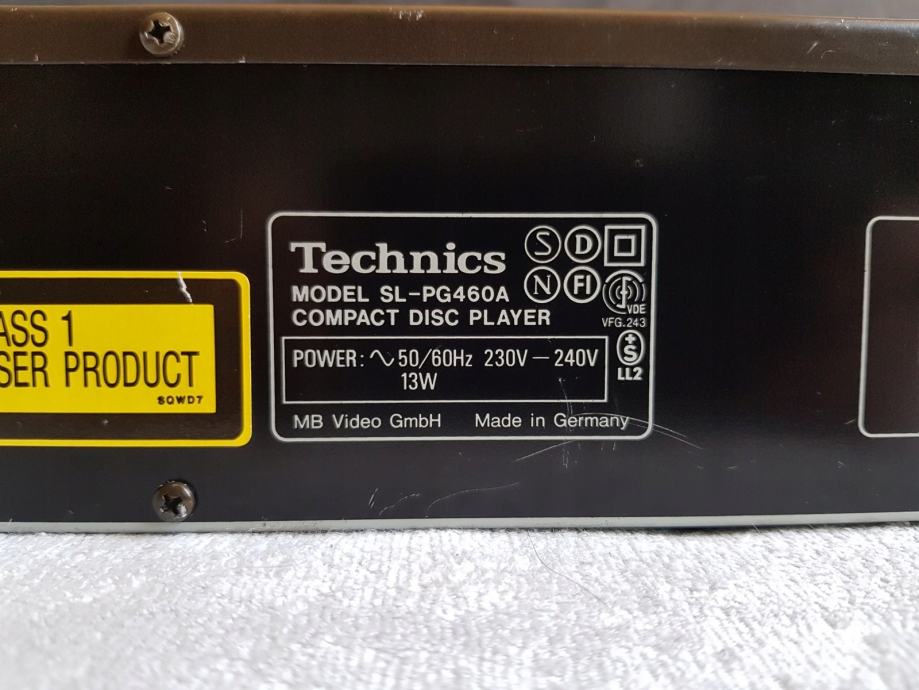 ASS 1
SER PRODUCT
SQWD7
Technics
MODEL SL-PG460A
COMPACT DISC PLAYER
S D
N FI
VDE
VFG.243
+S
LL2
POWER: ∿ 50/60Hz 230V — 240V
13W
MB Video GmbH Made in Germany